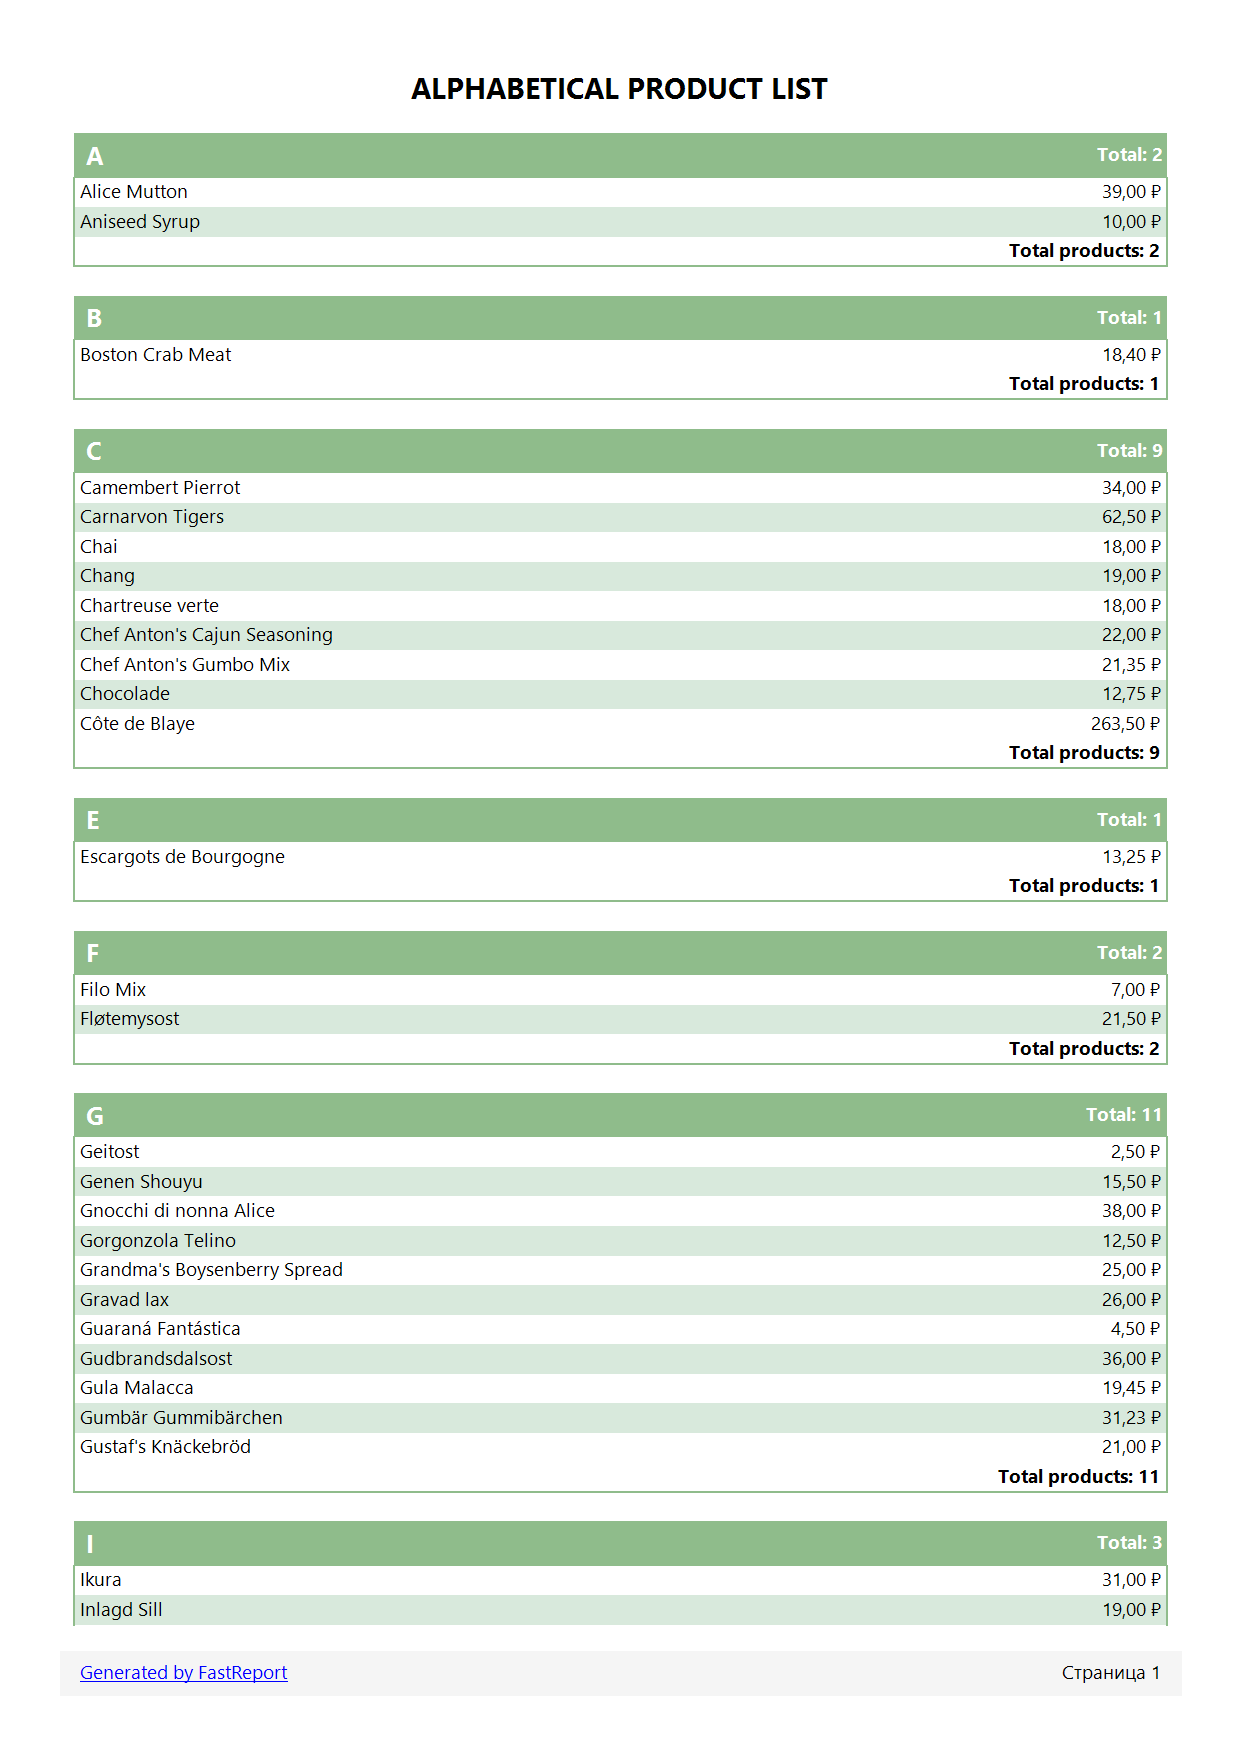 ALPHABETICAL PRODUCT LIST
A Total: 2
Alice Mutton 39,00 ₽
Aniseed Syrup 10,00 ₽
Total products: 2
B Total: 1
Boston Crab Meat 18,40 ₽
Total products: 1
C Total: 9
Camembert Pierrot 34,00 ₽
Carnarvon Tigers 62,50 ₽
Chai 18,00 ₽
Chang 19,00 ₽
Chartreuse verte 18,00 ₽
Chef Anton's Cajun Seasoning 22,00 ₽
Chef Anton's Gumbo Mix 21,35 ₽
Chocolade 12,75 ₽
Côte de Blaye 263,50 ₽
Total products: 9
E Total: 1
Escargots de Bourgogne 13,25 ₽
Total products: 1
F Total: 2
Filo Mix 7,00 ₽
Fløtemysost 21,50 ₽
Total products: 2
G Total: 11
Geitost 2,50 ₽
Genen Shouyu 15,50 ₽
Gnocchi di nonna Alice 38,00 ₽
Gorgonzola Telino 12,50 ₽
Grandma's Boysenberry Spread 25,00 ₽
Gravad lax 26,00 ₽
Guaraná Fantástica 4,50 ₽
Gudbrandsdalsost 36,00 ₽
Gula Malacca 19,45 ₽
Gumbär Gummibärchen 31,23 ₽
Gustaf's Knäckebröd 21,00 ₽
Total products: 11
I Total: 3
Ikura 31,00 ₽
Inlagd Sill 19,00 ₽
Generated by FastReport Страница 1